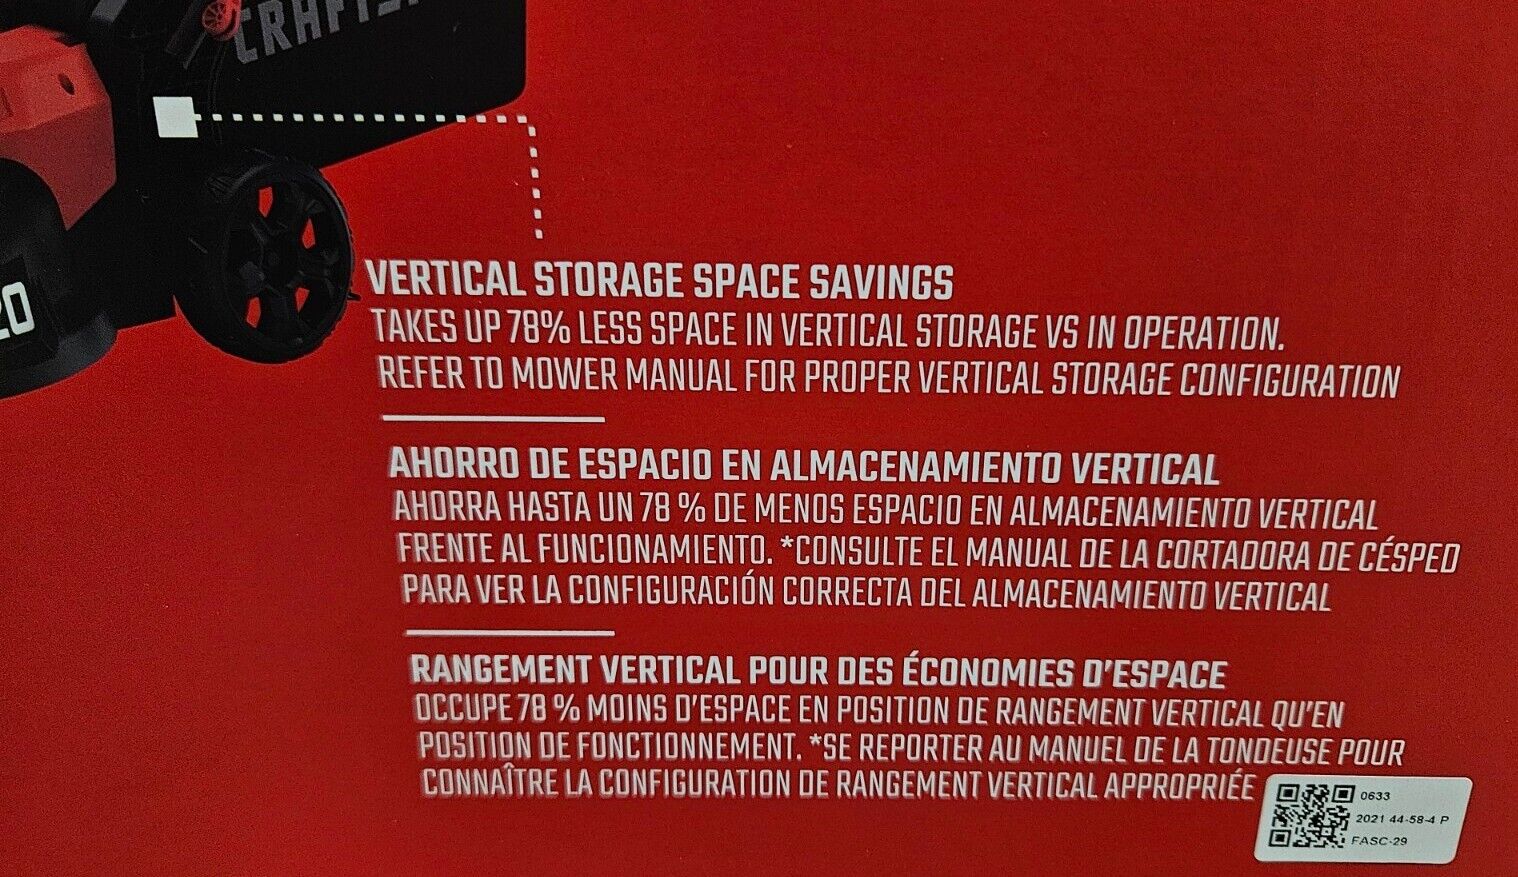 20
VERTICAL STORAGE SPACE SAVINGS
TAKES UP 78% LESS SPACE IN VERTICAL STORAGE VS IN OPERATION.
REFER TO MOWER MANUAL FOR PROPER VERTICAL STORAGE CONFIGURATION
AHORRO DE ESPACIO EN ALMACENAMIENTO VERTICAL
AHORRA HASTA UN 78 % DE MENOS ESPACIO EN ALMACENAMIENTO VERTICAL
FRENTE AL FUNCIONAMIENTO. *CONSULTE EL MANUAL DE LA CORTADORA DE CÉSPED
PARA VER LA CONFIGURACIÓN CORRECTA DEL ALMACENAMIENTO VERTICAL
RANGEMENT VERTICAL POUR DES ÉCONOMIES D'ESPACE
OCCUPE 78 % MOINS D'ESPACE EN POSITION DE RANGEMENT VERTICAL QU'EN
POSITION DE FONCTIONNEMENT. *SE REPORTER AU MANUEL DE LA TONDEUSE POUR
CONNAÎTRE LA CONFIGURATION DE RANGEMENT VERTICAL APPROPRIÉE
0633
2021 44-58-4 P
FASC-29